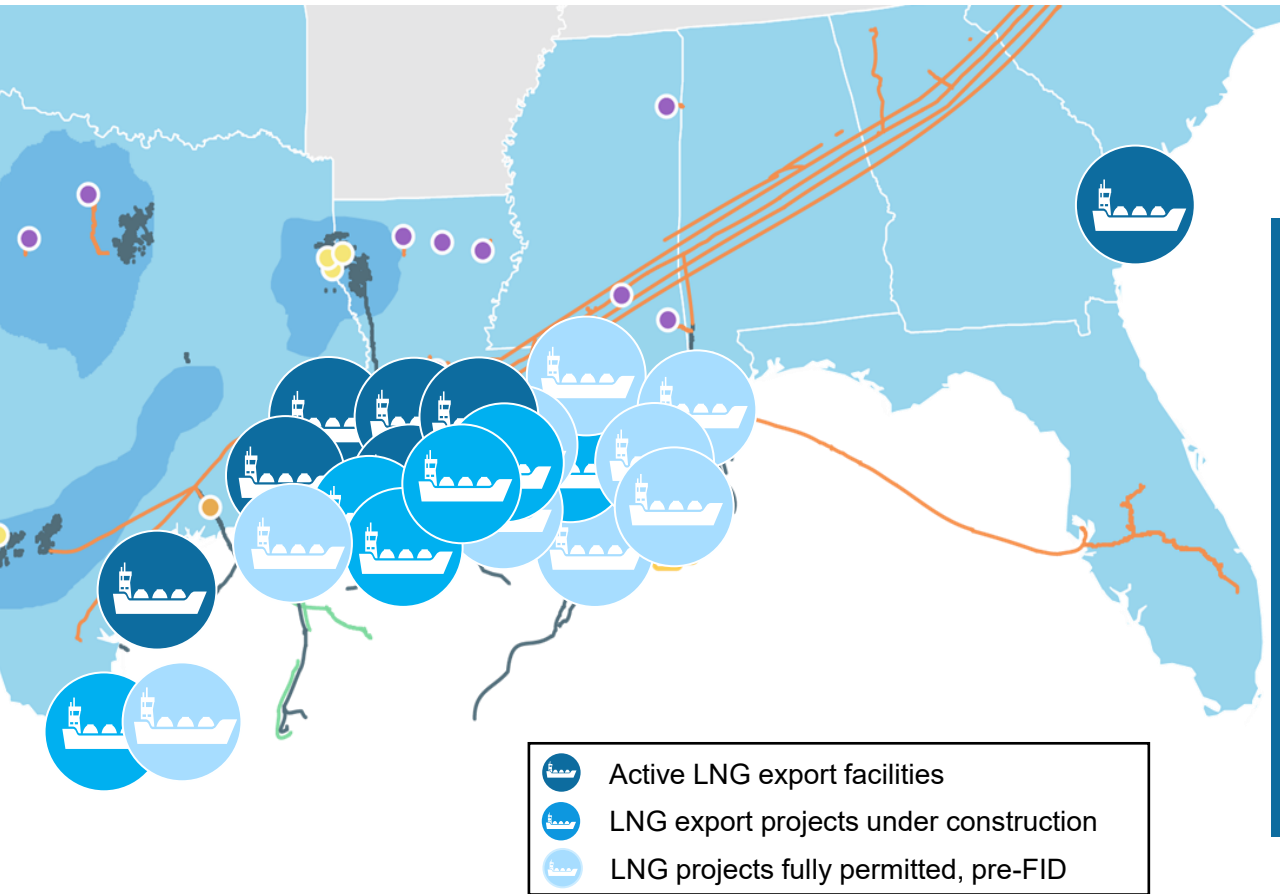 Active LNG export facilities
LNG export projects under construction
LNG projects fully permitted, pre-FID